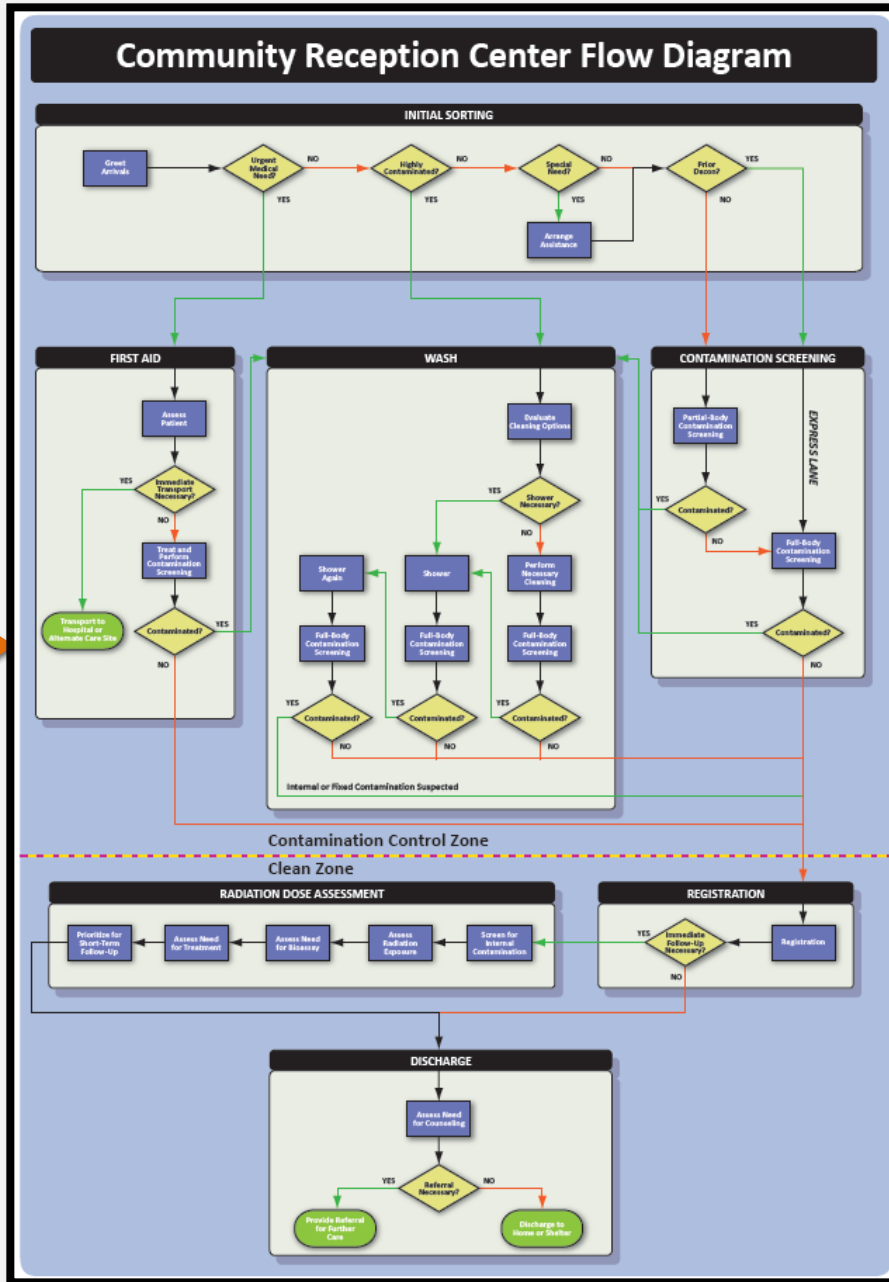 Community Reception Center Flow Diagram
INITIAL SORTING
Greet
Arrivals
Urgent
Medical
Need?
NO
YES
Highly
Contaminated?
NO
YES
Special
Need?
NO
YES
Arrange
Assistance
Prior
Decon?
YES
NO
FIRST AID
Assess
Patient
Immediate
Transport
Necessary?
YES
NO
Treat and
Perform
Contamination
Screening
Transport to
Hospital or
Alternate Care Site
Contaminated?
YES
NO
WASH
Evaluate
Cleaning Options
Shower
Necessary?
YES
NO
Shower
Again
Shower
Perform
Necessary
Cleaning
Full-Body
Contamination
Screening
Full-Body
Contamination
Screening
Full-Body
Contamination
Screening
YES
Contaminated?
NO
YES
Contaminated?
NO
YES
Contaminated?
NO
Internal or Fixed Contamination Suspected
CONTAMINATION SCREENING
Partial-Body
Contamination
Screening
EXPRESS LANE
Contaminated?
YES
NO
Full-Body
Contamination
Screening
YES
Contaminated?
NO
Contamination Control Zone
Clean Zone
RADIATION DOSE ASSESSMENT
Prioritize for
Short-Term
Follow-Up
Assess Need
for Treatment
Assess Need
for Bioassay
Assess
Radiation
Exposure
Screen for
Internal
Contamination
REGISTRATION
YES
Immediate
Follow-Up
Necessary?
NO
Registration
DISCHARGE
Assess Need
for Counseling
YES
Referral
Necessary?
NO
Provide Referral
for Further
Care
Discharge to
Home or Shelter